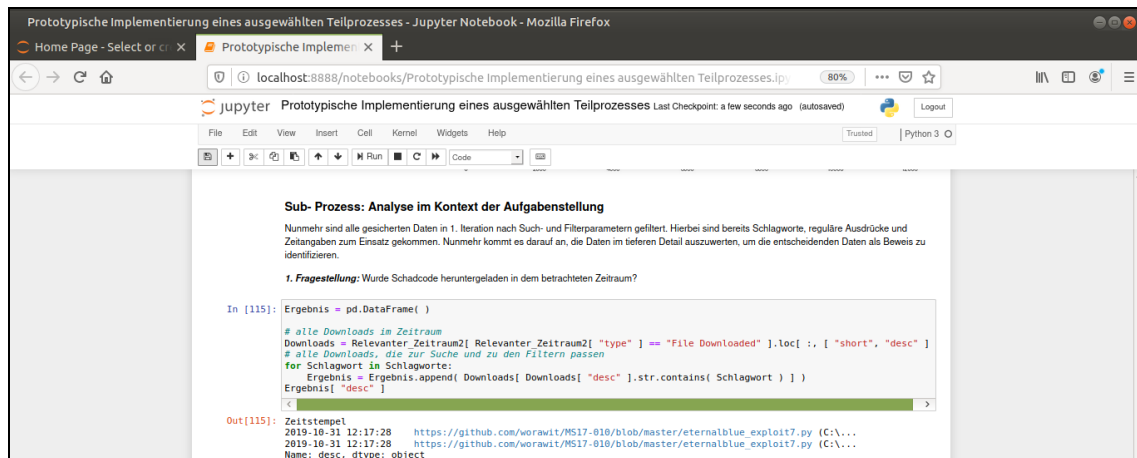 Prototypische Implementierung eines ausgewählten Teilprozesses - Jupyter Notebook - Mozilla Firefox
Home Page - Select or cr
Prototypische Implemen
localhost:8888/notebooks/Prototypische Implementierung eines ausgewählten Teilprozesses.ipy
80%
jupyter Prototypische Implementierung eines ausgewählten Teilprozesses Last Checkpoint: a few seconds ago (autosaved)
Logout
File Edit View Insert Cell Kernel Widgets Help
Trusted
Python 3
Run
Code
Sub- Prozess: Analyse im Kontext der Aufgabenstellung
Nunmehr sind alle gesicherten Daten in 1. Iteration nach Such- und Filterparametern gefiltert. Hierbei sind bereits Schlagworte, reguläre Ausdrücke und
Zeitangaben zum Einsatz gekommen. Nunmehr kommt es darauf an, die Daten im tieferen Detail auszuwerten, um die entscheidenden Daten als Beweis zu
identifizieren.
1. Fragestellung: Wurde Schadcode heruntergeladen in dem betrachteten Zeitraum?
In [115]: Ergebnis = pd.DataFrame( )
# alle Downloads im Zeitraum
Downloads = Relevanter_Zeitraum2[ Relevanter_Zeitraum2[ "type" ] == "File Downloaded" ].loc[ :, [ "short", "desc" ]
# alle Downloads, die zur Suche und zu den Filtern passen
for Schlagwort in Schlagworte:
Ergebnis = Ergebnis.append( Downloads[ Downloads[ "desc" ].str.contains( Schlagwort ) ] )
Ergebnis[ "desc" ]
Out[115]: Zeitstempel
2019-10-31 12:17:28 https://github.com/worawit/MS17-010/blob/master/eternalblue_exploit7.py (C:\...
2019-10-31 12:17:28 https://github.com/worawit/MS17-010/blob/master/eternalblue_exploit7.py (C:\...
Name: desc, dtype: object